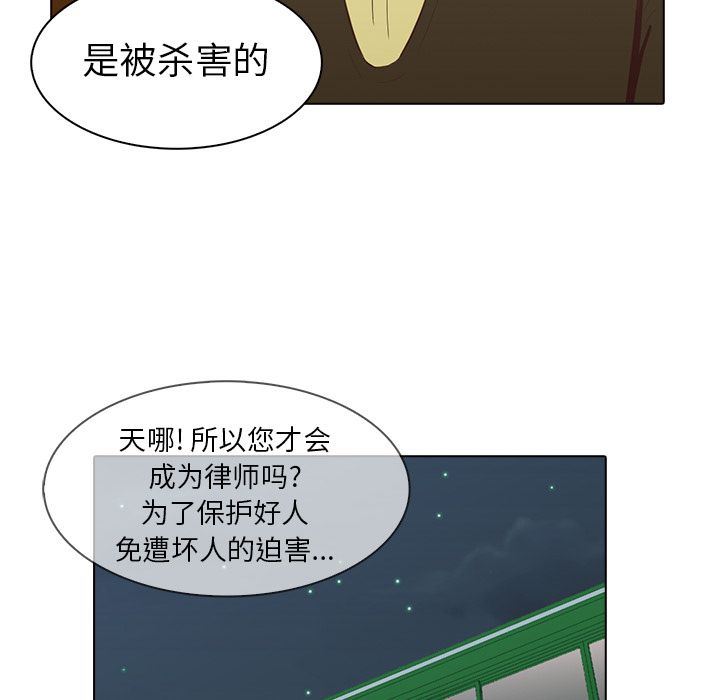 是被杀害的
天哪! 所以您才会
成为律师吗?
为了保护好人
免遭坏人的迫害...